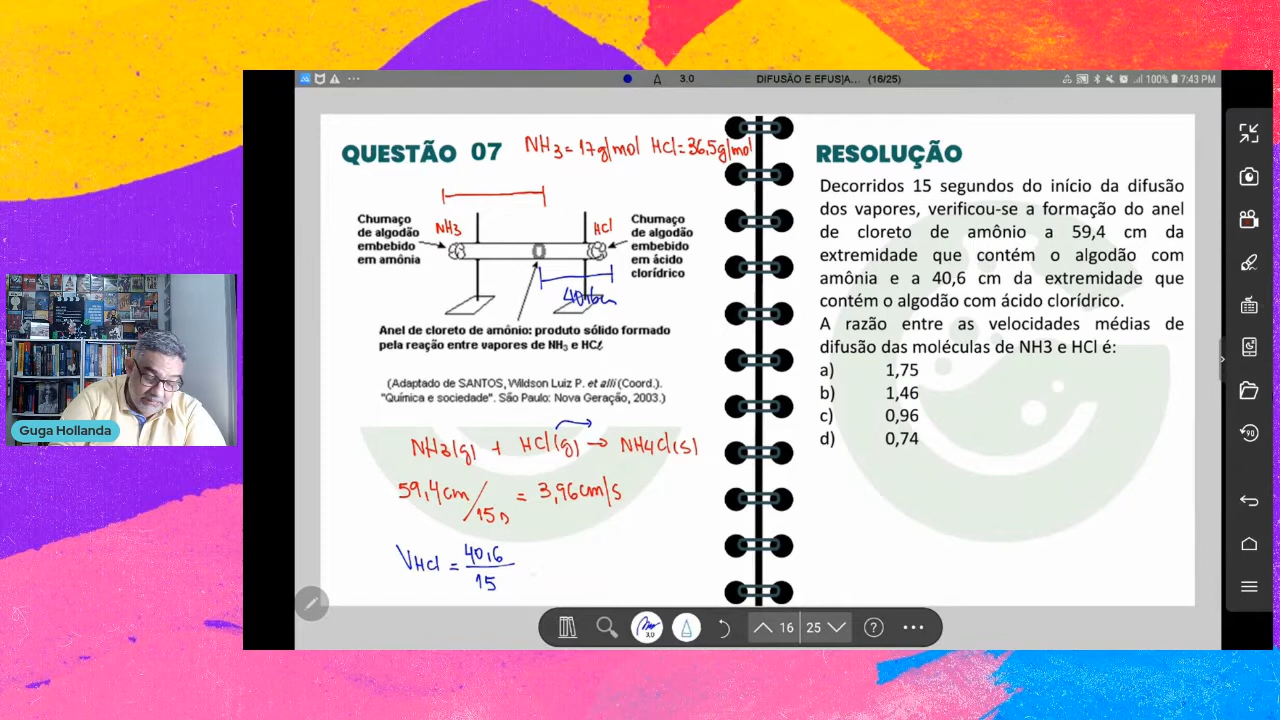 3.0
DIFUSÃO E EFUS]A... (16/25)
100%
7:43 PM
QUESTÃO 07
NH3 = 17g/mol HCl = 36,5g/mol
Chumaço
de algodão
embebido
em amônia
NH3
HCl
Chumaço
de algodão
embebido
em ácido
clorídrico
40,6cm
Anel de cloreto de amônio: produto sólido formado
pela reação entre vapores de NH3 e HCℓ
(Adaptado de SANTOS, Wildson Luiz P. et alli (Coord.).
"Química e sociedade". São Paulo: Nova Geração, 2003.)
NH3(g) + HCl(g) → NH4Cl(s)
59,4cm/15s = 3,96cm/s
VHCl = 40,6
15
RESOLUÇÃO
Decorridos 15 segundos do início da difusão
dos vapores, verificou-se a formação do anel
de cloreto de amônio a 59,4 cm da
extremidade que contém o algodão com
amônia e a 40,6 cm da extremidade que
contém o algodão com ácido clorídrico.
A razão entre as velocidades médias de
difusão das moléculas de NH3 e HCl é:
a) 1,75
b) 1,46
c) 0,96
d) 0,74
Guga Hollanda
3,0
16
25
90